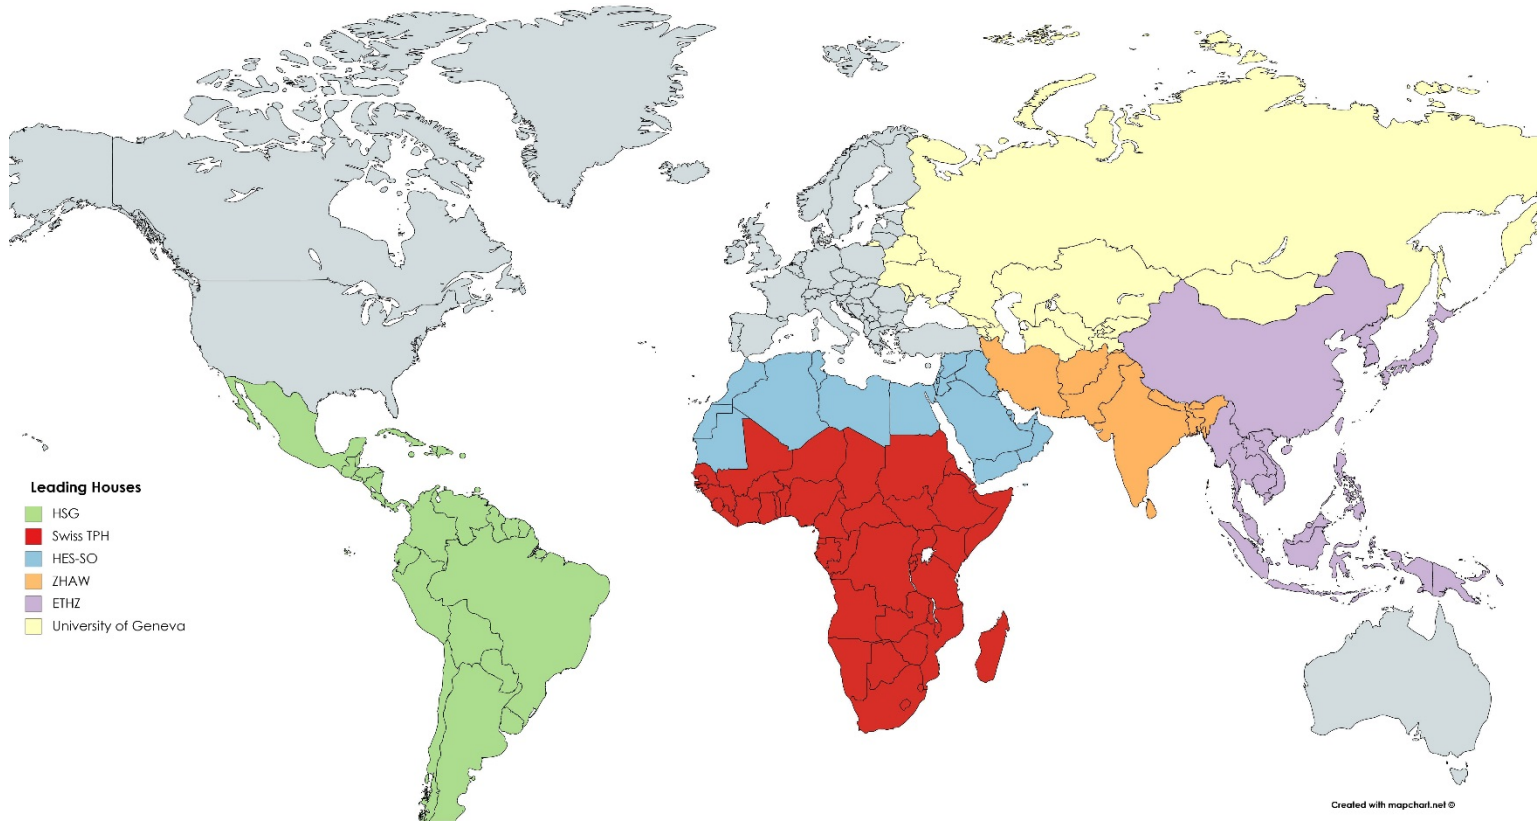 Leading Houses
HSG
Swiss TPH
HES-SO
ZHAW
ETHZ
University of Geneva
Created with mapchart.net ©